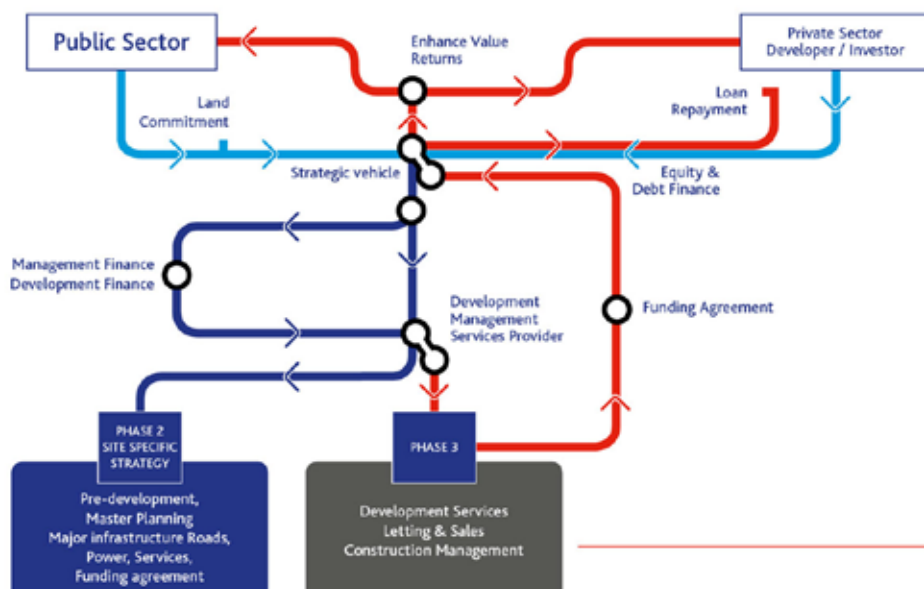 Public Sector
Enhance Value
Returns
Private Sector
Developer / Investor
Land
Commitment
Loan
Repayment
Strategic vehicle
Equity &
Debt Finance
Management Finance
Development Finance
Development
Management
Services Provider
Funding Agreement
PHASE 2
SITE SPECIFIC
STRATEGY
PHASE 3
Pre-development,
Master Planning
Major infrastructure Roads,
Power, Services,
Funding agreement
Development Services
Letting & Sales
Construction Management